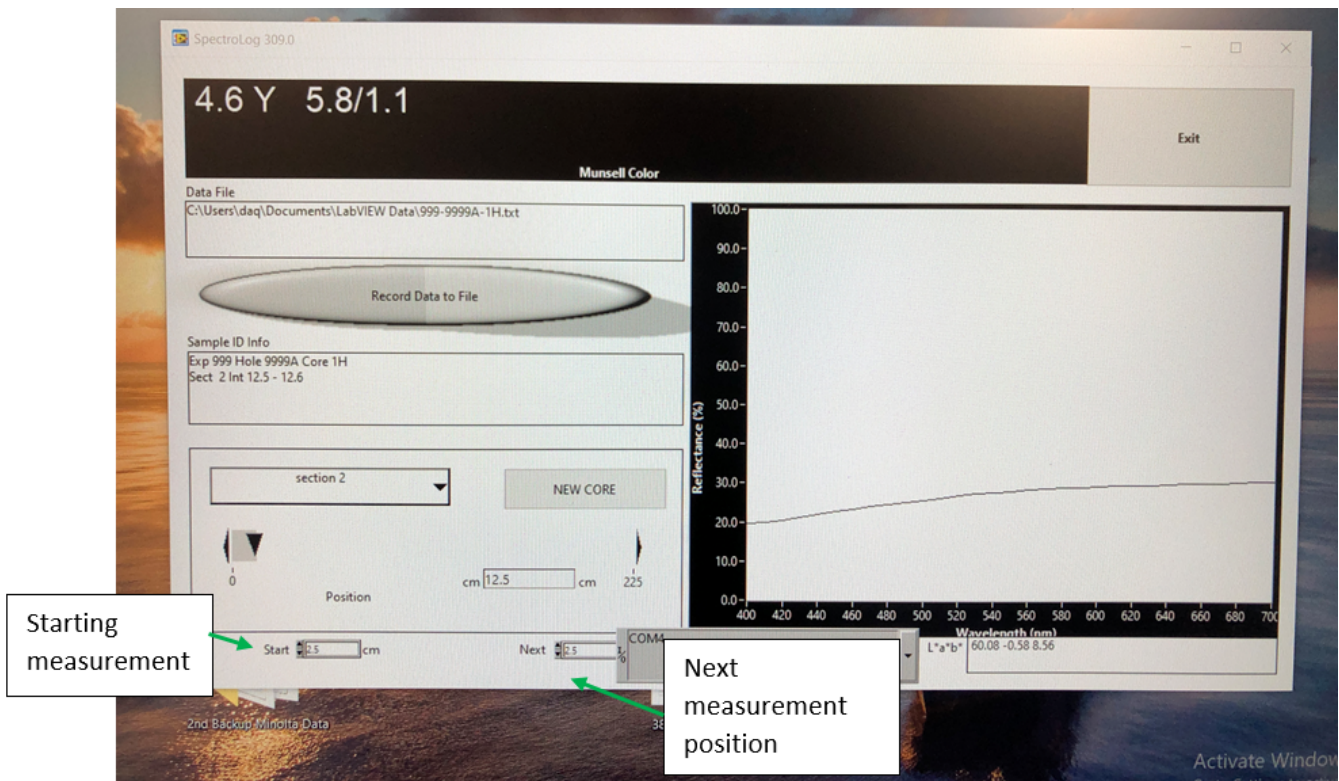 SpectroLog 309.0
4.6 Y 5.8/1.1
Exit
Munsell Color
Data File
C:\Users\daq\Documents\LabVIEW Data\999-9999A-1H.txt
Record Data to File
Sample ID Info
Exp 999 Hole 9999A Core 1H
Sect 2 Int 12.5 - 12.6
section 2
NEW CORE
0
225
cm 12.5 cm
Position
Start 2.5 cm
Next 2.5
COM4
100.0
90.0
80.0
70.0
60.0
50.0
40.0
30.0
20.0
10.0
0.0
Reflectance (%)
400 420 440 460 480 500 520 540 560 580 600 620 640 660 680 700
Wavelength (nm)
L*a*b* 60.08 -0.58 8.56
Starting
measurement
Next
measurement
position
2nd Backup Minolta Data
38
Activate Window